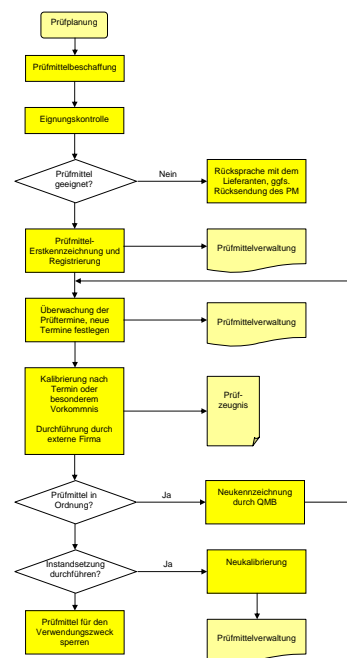 Prüfplanung
Prüfmittelbeschaffung
Eignungskontrolle
Prüfmittel
geeignet?
Nein
Rücksprache mit dem
Lieferanten, ggfs.
Rücksendung des PM
Prüfmittel-
Erstkennzeichnung und
Registrierung
Prüfmittelverwaltung
Überwachung der
Prüftermine, neue
Termine festlegen
Prüfmittelverwaltung
Kalibrierung nach
Termin oder
besonderem
Vorkommnis
Durchführung durch
externe Firma
Prüf-
zeugnis
Prüfmittel in
Ordnung?
Ja
Neukennzeichnung
durch QMB
Instandsetzung
durchführen?
Ja
Neukalibrierung
Prüfmittel für den
Verwendungszweck
sperren
Prüfmittelverwaltung